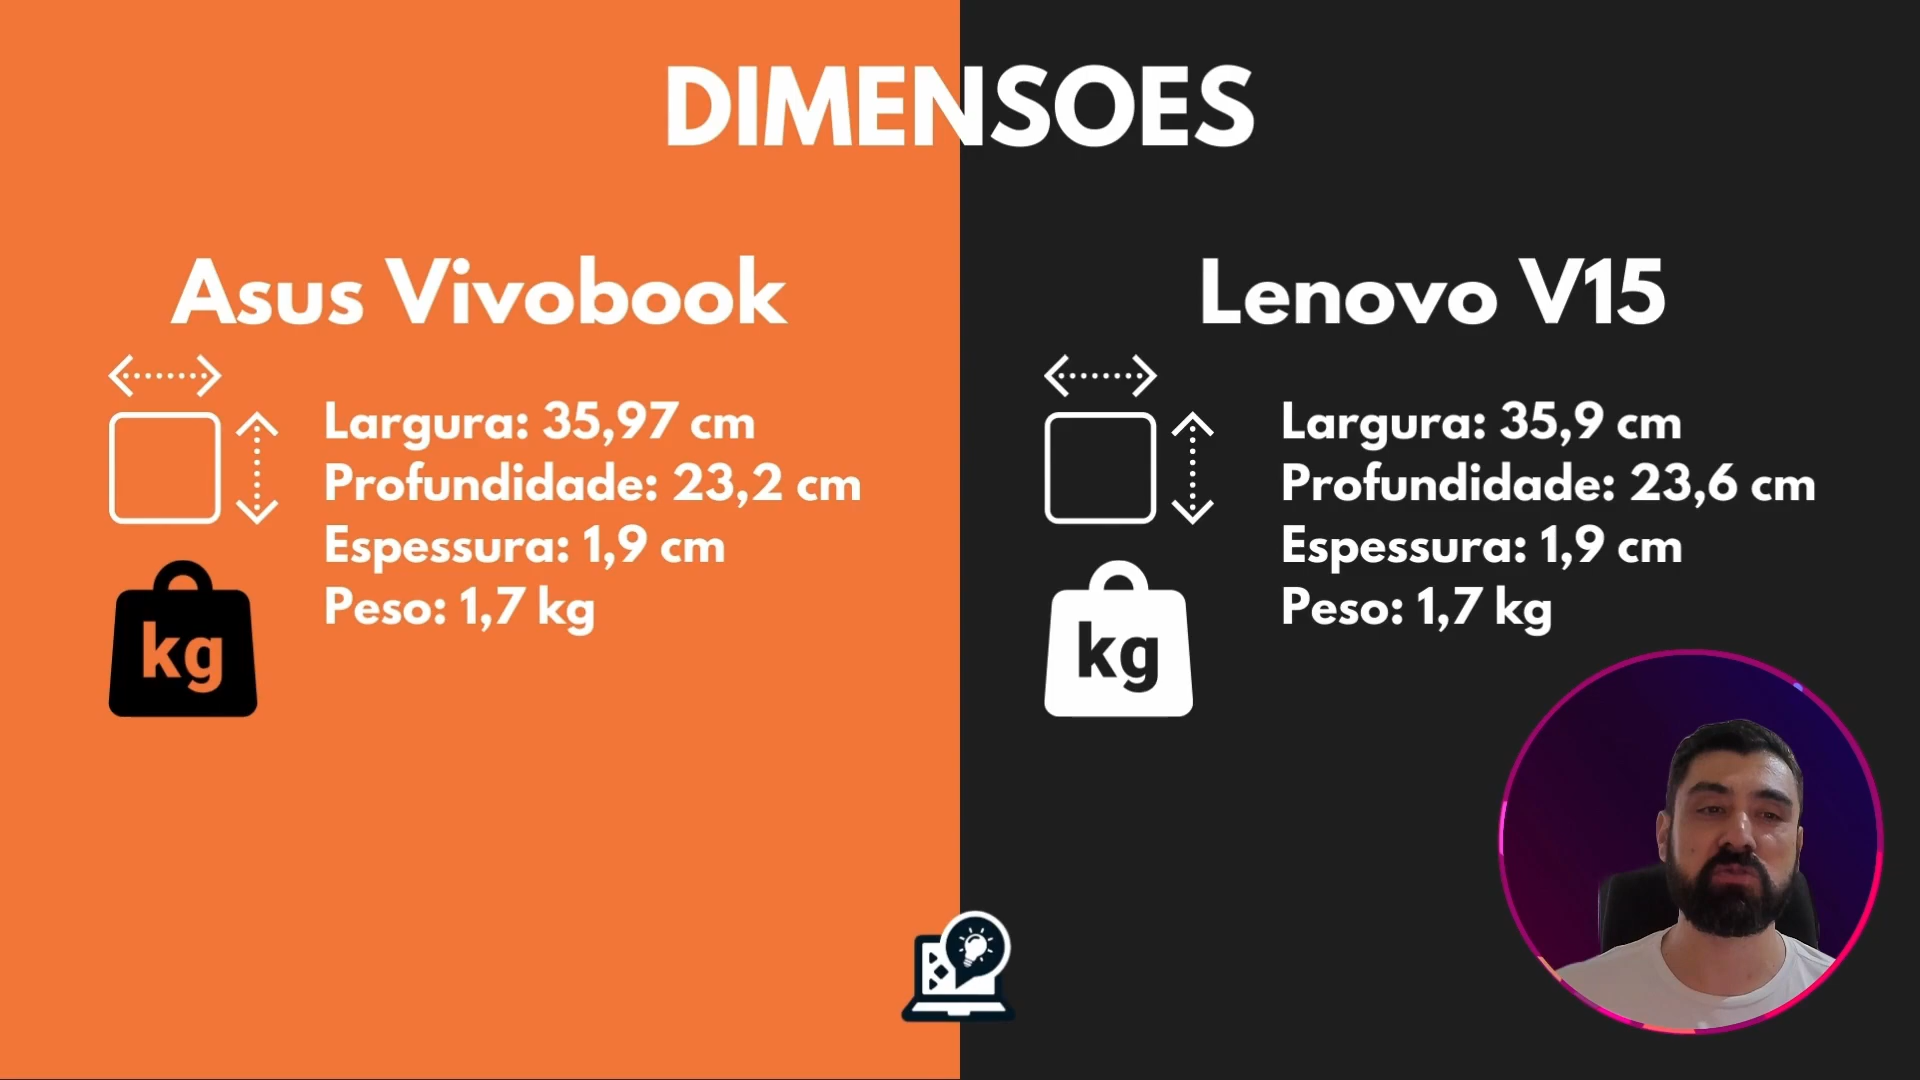 DIMENSOES
Asus Vivobook
Largura: 35,97 cm
Profundidade: 23,2 cm
Espessura: 1,9 cm
Peso: 1,7 kg
kg
Lenovo V15
Largura: 35,9 cm
Profundidade: 23,6 cm
Espessura: 1,9 cm
Peso: 1,7 kg
kg